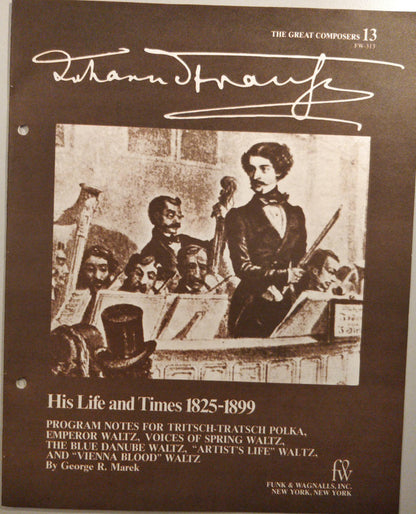 THE GREAT COMPOSERS 13
FW-313
Johann Strauss
His Life and Times 1825-1899
PROGRAM NOTES FOR TRITSCH-TRATSCH POLKA,
EMPEROR WALTZ, VOICES OF SPRING WALTZ,
THE BLUE DANUBE WALTZ, “ARTIST'S LIFE” WALTZ,
AND “VIENNA BLOOD” WALTZ
By George R. Marek
fw
FUNK & WAGNALLS, INC.
NEW YORK, NEW YORK